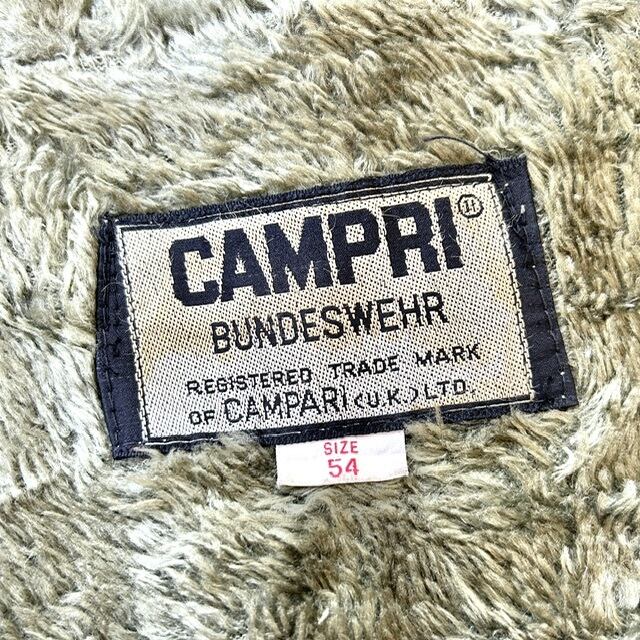 CAMPRI®
BUNDESWEHR
REGISTERED TRADE MARK
OF CAMPARI (U.K.) LTD.
SIZE
54